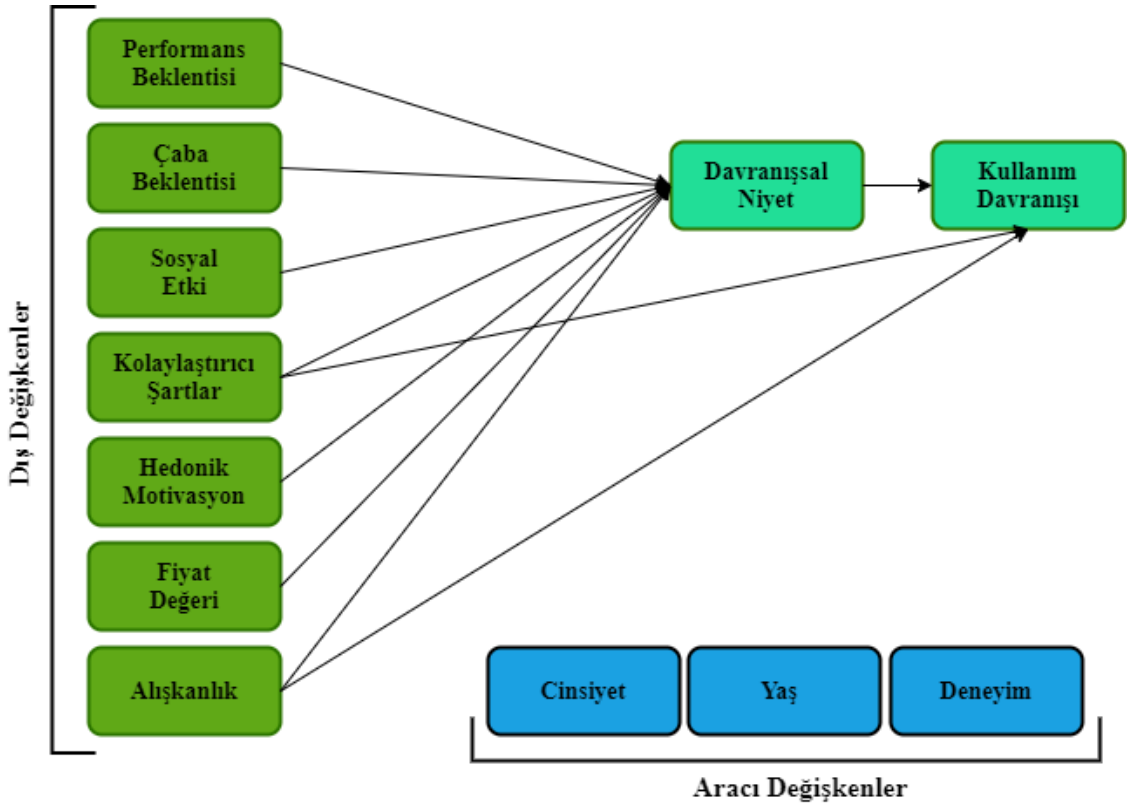 Performans
Beklentisi
Çaba
Beklentisi
Sosyal
Etki
Kolaylaştırıcı
Şartlar
Hedonik
Motivasyon
Fiyat
Değeri
Alışkanlık
Dış Değişkenler
Davranışsal
Niyet
Kullanım
Davranışı
Cinsiyet
Yaş
Deneyim
Aracı Değişkenler